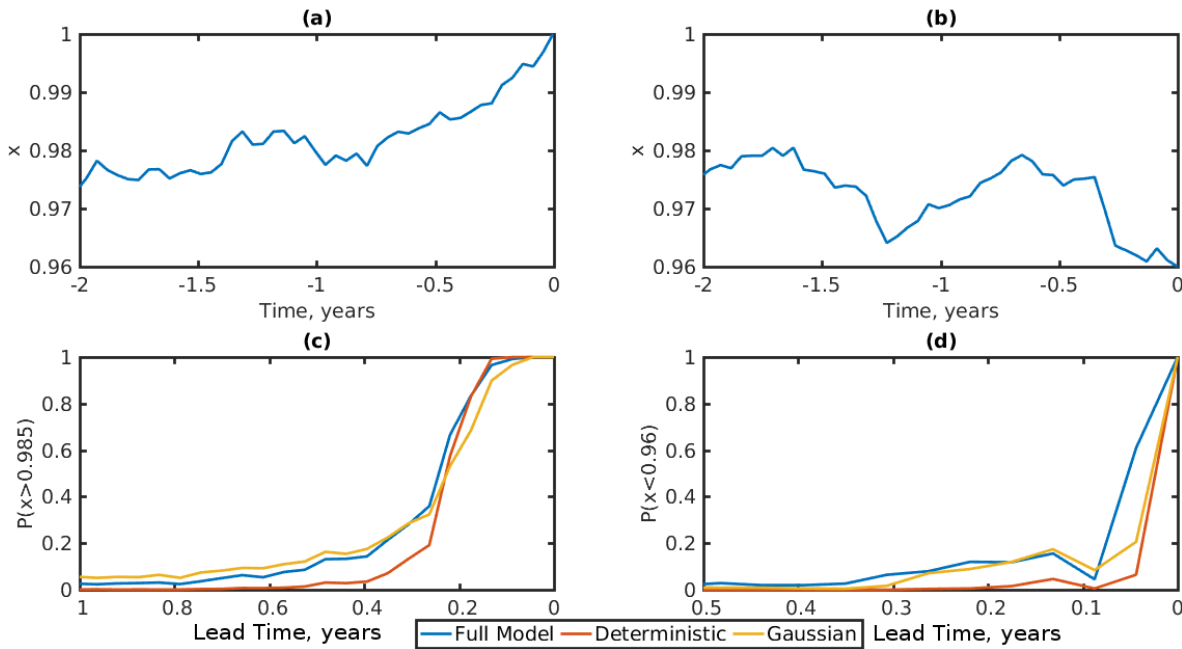 (a)
1
0.99
0.98
0.97
0.96
x
-2
-1.5
-1
-0.5
0
Time, years
(b)
1
0.99
0.98
0.97
0.96
x
-2
-1.5
-1
-0.5
0
Time, years
(c)
1
0.8
0.6
0.4
0.2
0
P(x>0.985)
1
0.8
0.6
0.4
0.2
0
Lead Time, years
(d)
1
0.8
0.6
0.4
0.2
0
P(x<0.96)
0.5
0.4
0.3
0.2
0.1
0
Lead Time, years
Full Model
Deterministic
Gaussian